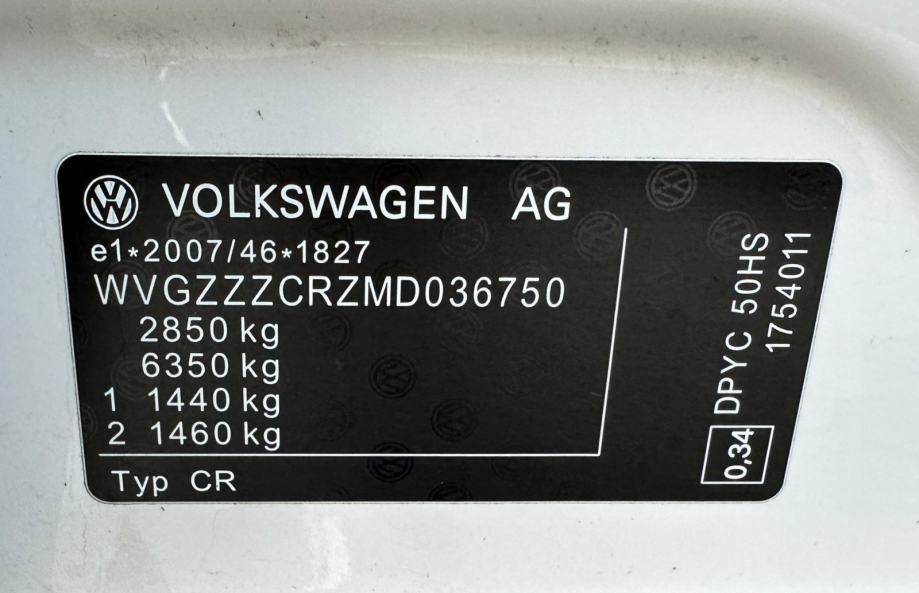 VOLKSWAGEN AG
e1*2007/46*1827
WVGZZZCRZMD036750
2850 kg
6350 kg
1 1440 kg
2 1460 kg
Typ CR
0,34 DPYC 50HS
1754011